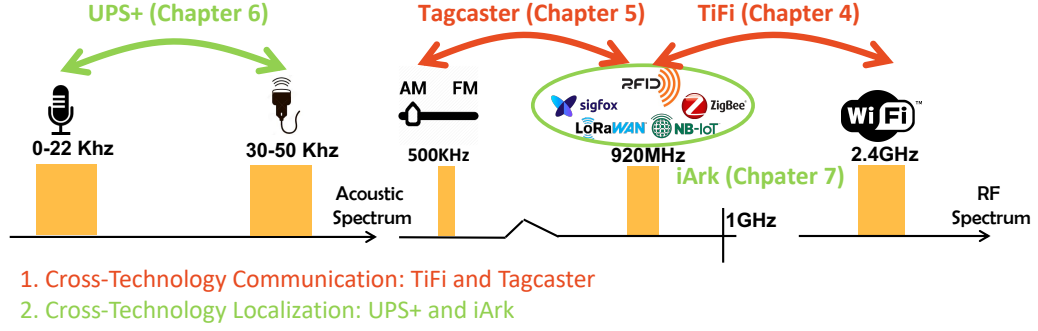 UPS+ (Chapter 6)
Tagcaster (Chapter 5)
TiFi (Chapter 4)
AM FM
RFID
sigfox
ZigBee
LoRaWAN
NB-IoT
Wi Fi™
0-22 Khz
30-50 Khz
500KHz
920MHz
2.4GHz
iArk (Chpater 7)
Acoustic
Spectrum
1GHz
RF
Spectrum
1. Cross-Technology Communication: TiFi and Tagcaster
2. Cross-Technology Localization: UPS+ and iArk